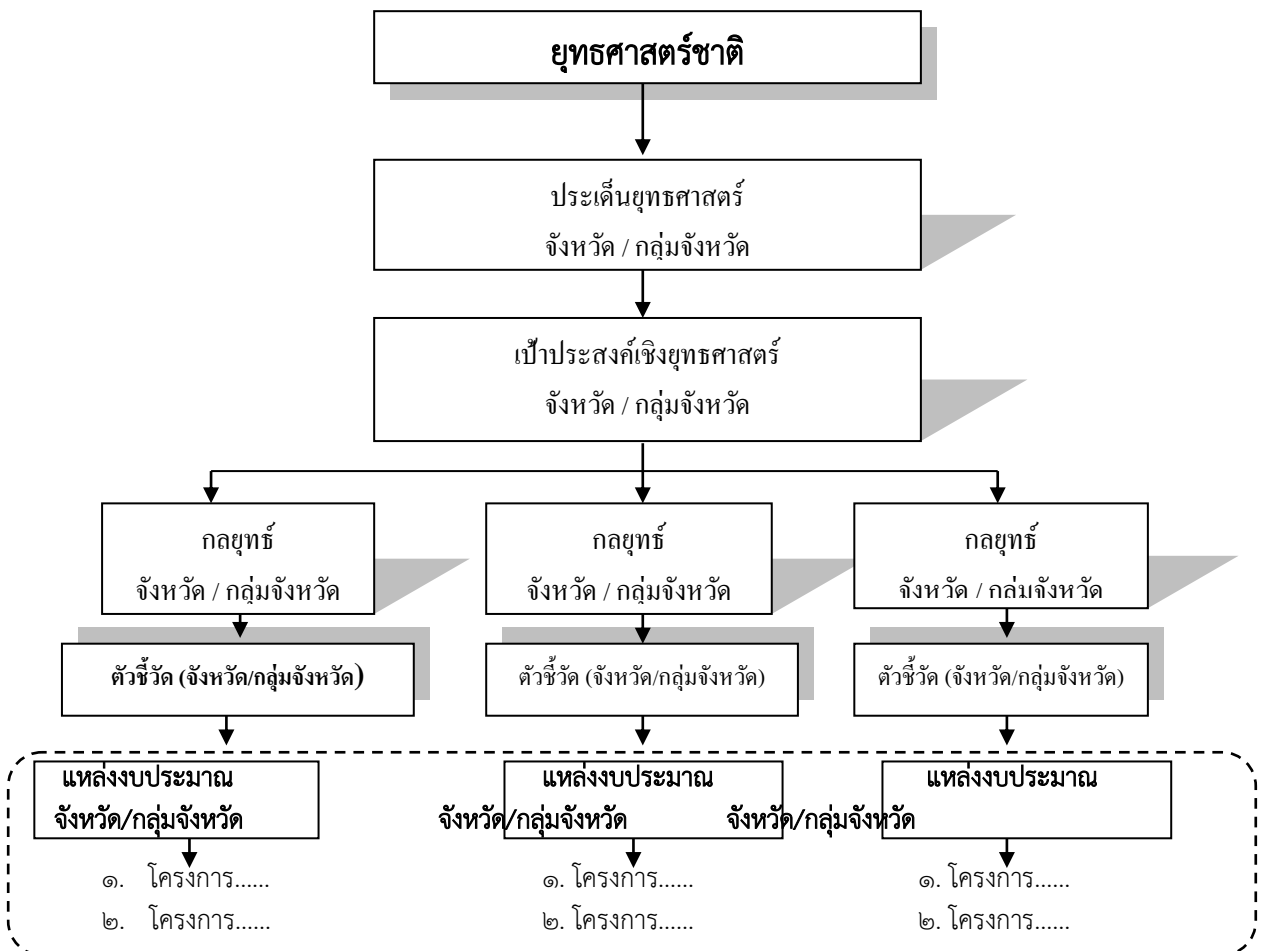 ยุทธศาสตร์ชาติ
ประเด็นยุทธศาสตร์
จังหวัด / กลุ่มจังหวัด
เป้าประสงค์เชิงยุทธศาสตร์
จังหวัด / กลุ่มจังหวัด
กลยุทธ์ กลยุทธ์ กลยุทธ์
จังหวัด / กลุ่มจังหวัด จังหวัด / กลุ่มจังหวัด จังหวัด / กลุ่มจังหวัด
ตัวชี้วัด (จังหวัด/กลุ่มจังหวัด) ตัวชี้วัด (จังหวัด/กลุ่มจังหวัด) ตัวชี้วัด (จังหวัด/กลุ่มจังหวัด)
แหล่งงบประมาณ แหล่งงบประมาณ แหล่งงบประมาณ
จังหวัด/กลุ่มจังหวัด จังหวัด/กลุ่มจังหวัด จังหวัด/กลุ่มจังหวัด
๑. โครงการ...... ๑. โครงการ...... ๑. โครงการ......
๒. โครงการ...... ๒. โครงการ...... ๒. โครงการ......